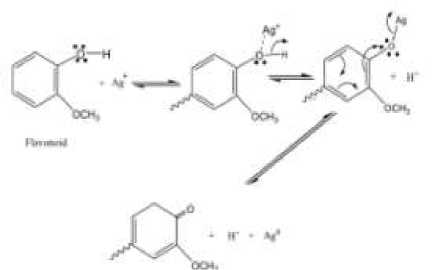 Ag⁺
Ag
O—H
O
H
O
+ Ag⁺
+ H⁺
OCH₃
OCH₃
OCH₃
Flavonoid
O
+ H⁺ + Ag⁰
OCH₃